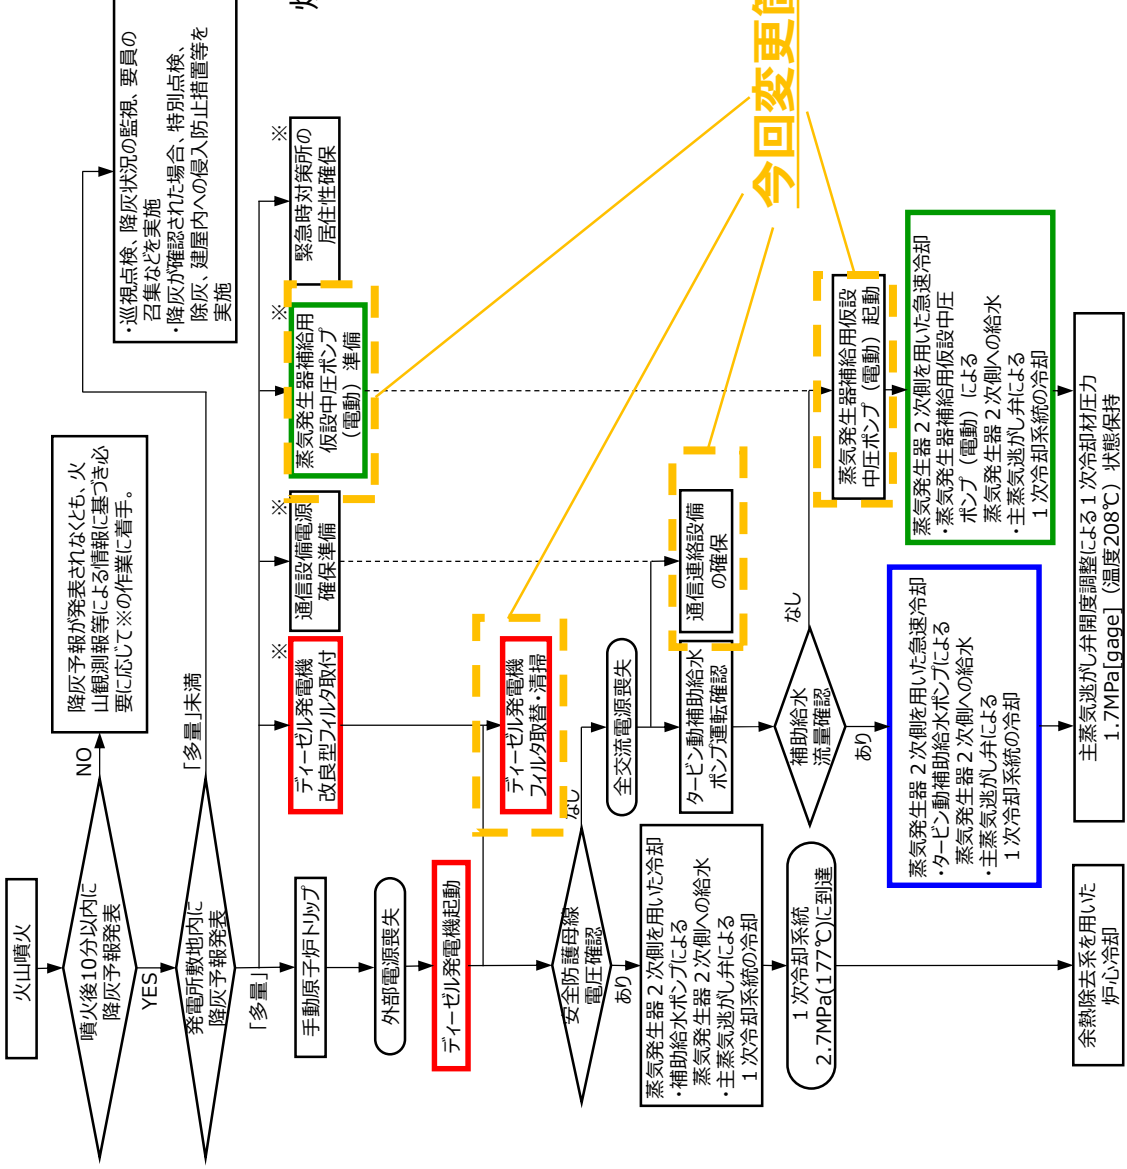 火山噴火
噴火後10分以内に
降灰予報発表
NO
YES
降灰予報が発表されなくとも、火
山観測報等による情報に基づき必
要に応じて※の作業に着手。
発電所敷地内に
降灰予報発表
「多量」未満
「多量」
・巡視点検、降灰状況の監視、要員の
召集などを実施
・降灰が確認された場合、特別点検、
除灰、建屋内への侵入防止措置等を
実施
手動原子炉トリップ
※
ディーゼル発電機
改良型フィルタ取付
※
通信設備電源
確保準備
※
蒸気発生器補給用
仮設中圧ポンプ
（電動）準備
※
緊急時対策所の
居住性確保
外部電源喪失
ディーゼル発電機起動
ディーゼル発電機
フィルタ取替・清掃
安全防護母線
電圧確認
なし
あり
全交流電源喪失
蒸気発生器２次側を用いた冷却
・補助給水ポンプによる
蒸気発生器２次側への給水
・主蒸気逃がし弁による
１次冷却系統の冷却
タービン動補助給水
ポンプ運転確認
通信連絡設備
の確保
今回変更
１次冷却系統
2.7MPa(177℃)に到達
補助給水
流量確認
なし
あり
蒸気発生器補給用仮設
中圧ポンプ（電動）起動
蒸気発生器２次側を用いた急速冷却
・タービン動補助給水ポンプによる
蒸気発生器２次側への給水
・主蒸気逃がし弁による
１次冷却系統の冷却
蒸気発生器２次側を用いた急速冷却
・蒸気発生器補給用仮設中圧
ポンプ（電動）による
蒸気発生器２次側への給水
・主蒸気逃がし弁による
１次冷却系統の冷却
余熱除去系を用いた
炉心冷却
主蒸気逃がし弁開度調整による１次冷却材圧力
1.7MPa[gage]（温度208℃）状態保持